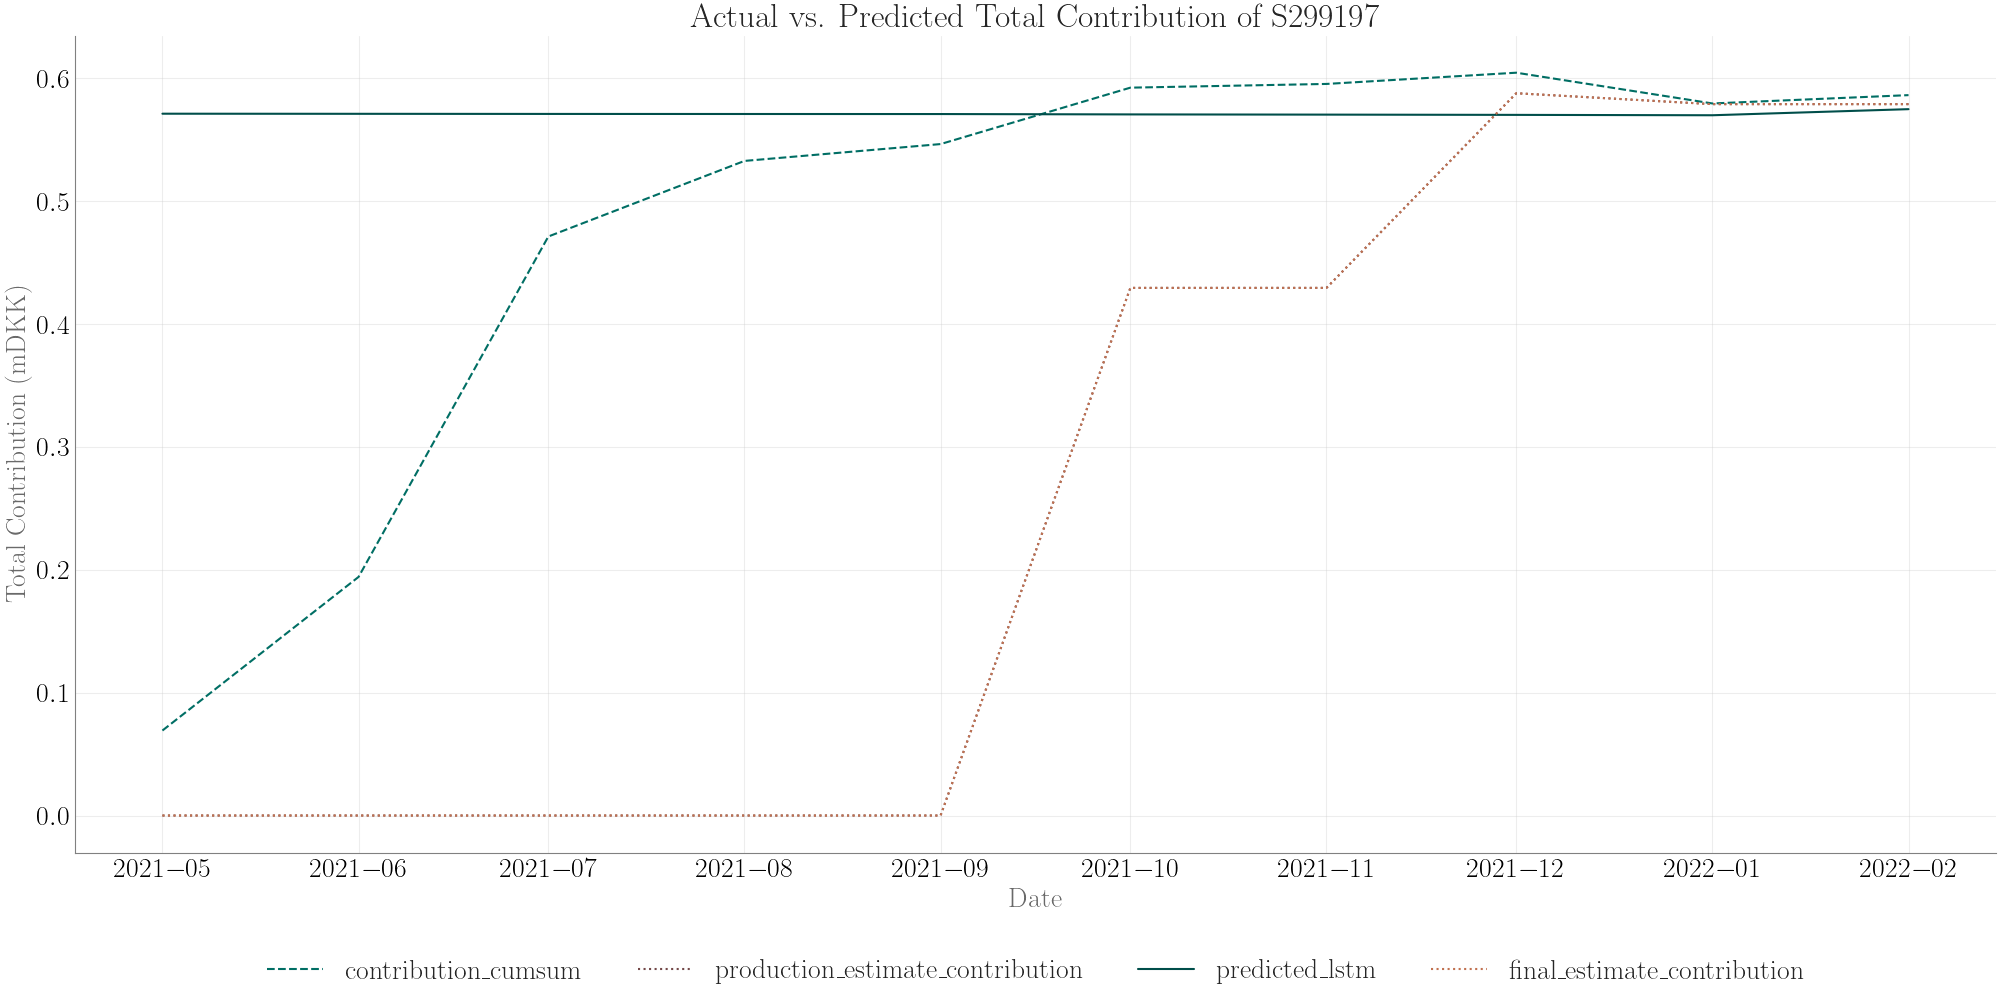 Actual vs. Predicted Total Contribution of S299197
Total Contribution (mDKK)
0.6
0.5
0.4
0.3
0.2
0.1
0.0
2021−05 2021−06 2021−07 2021−08 2021−09 2021−10 2021−11 2021−12 2022−01 2022−02
Date
contribution_cumsum production_estimate_contribution predicted_lstm final_estimate_contribution